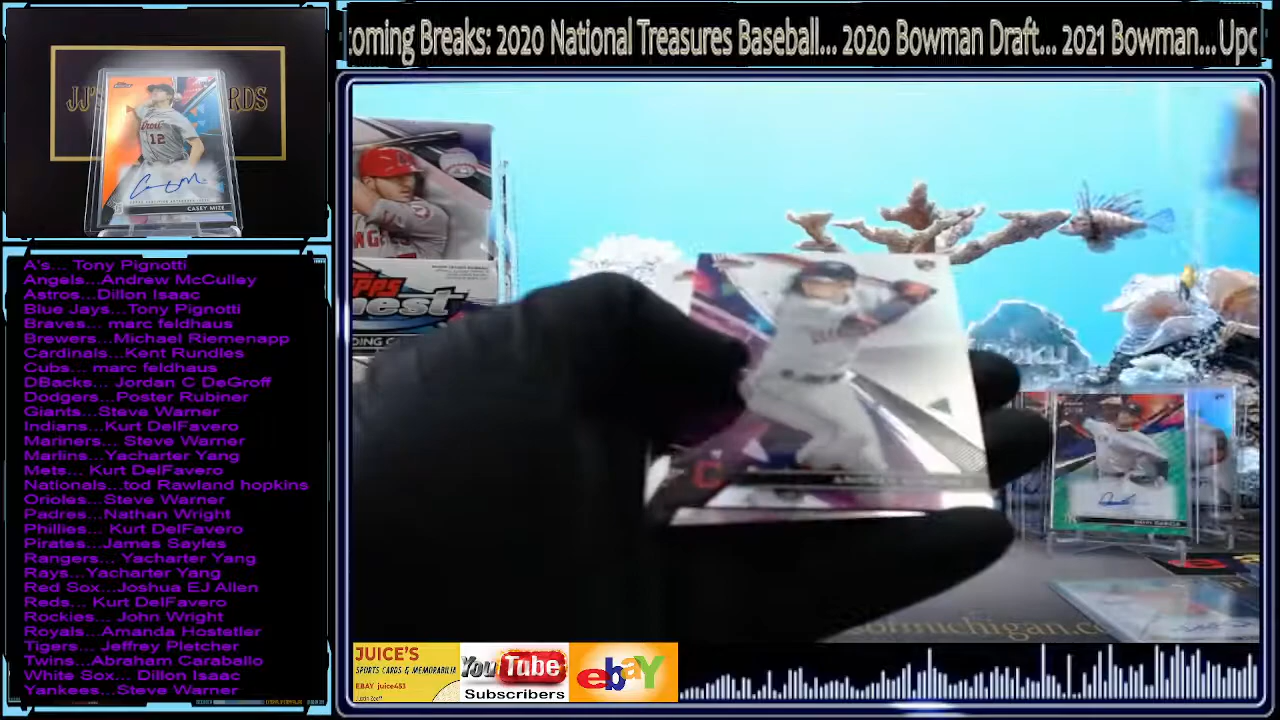 :oming Breaks: 2020 National Treasures Baseball... 2020 Bowman Draft... 2021 Bowman...Upc
JJ'S
RDS
12
CASEY MIZE
A's... Tony Pignotti
Angels...Andrew McCulley
Astros...Dillon Isaac
Blue Jays...Tony Pignotti
Braves... marc feldhaus
Brewers...Michael Riemenapp
Cardinals...Kent Rundles
Cubs... marc feldhaus
DBacks... Jordan C DeGroff
Dodgers...Poster Rubiner
Giants...Steve Warner
Indians...Kurt DelFavero
Mariners... Steve Warner
Marlins...Yacharter Yang
Mets... Kurt DelFavero
Nationals...tod Rawland hopkins
Orioles...Steve Warner
Padres...Nathan Wright
Phillies... Kurt DelFavero
Pirates...James Sayles
Rangers... Yacharter Yang
Rays...Yacharter Yang
Red Sox...Joshua EJ Allen
Reds... Kurt DelFavero
Rockies... John Wright
Royals...Amanda Hostetler
Tigers... Jeffrey Pletcher
Twins...Abraham Caraballo
White Sox... Dillon Isaac
Yankees...Steve Warner
JUICE'S
SPORTS CARDS & MEMORABILIA
EBAY juice453
YouTube
Subscribers
ebaY